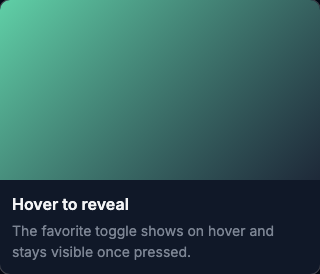 Hover to reveal
The favorite toggle shows on hover and
stays visible once pressed.